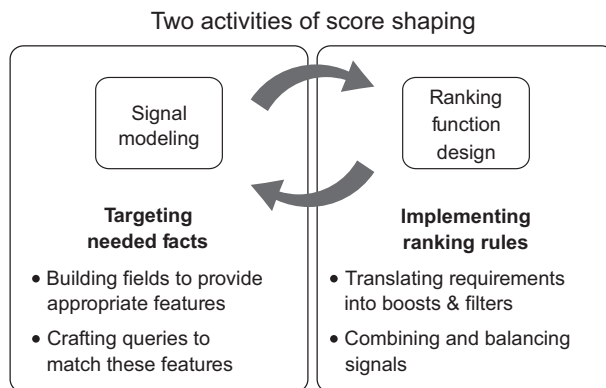 Two activities of score shaping
Signal
modeling
Targeting
needed facts
• Building fields to provide
appropriate features
• Crafting queries to
match these features
Ranking
function
design
Implementing
ranking rules
• Translating requirements
into boosts & filters
• Combining and balancing
signals